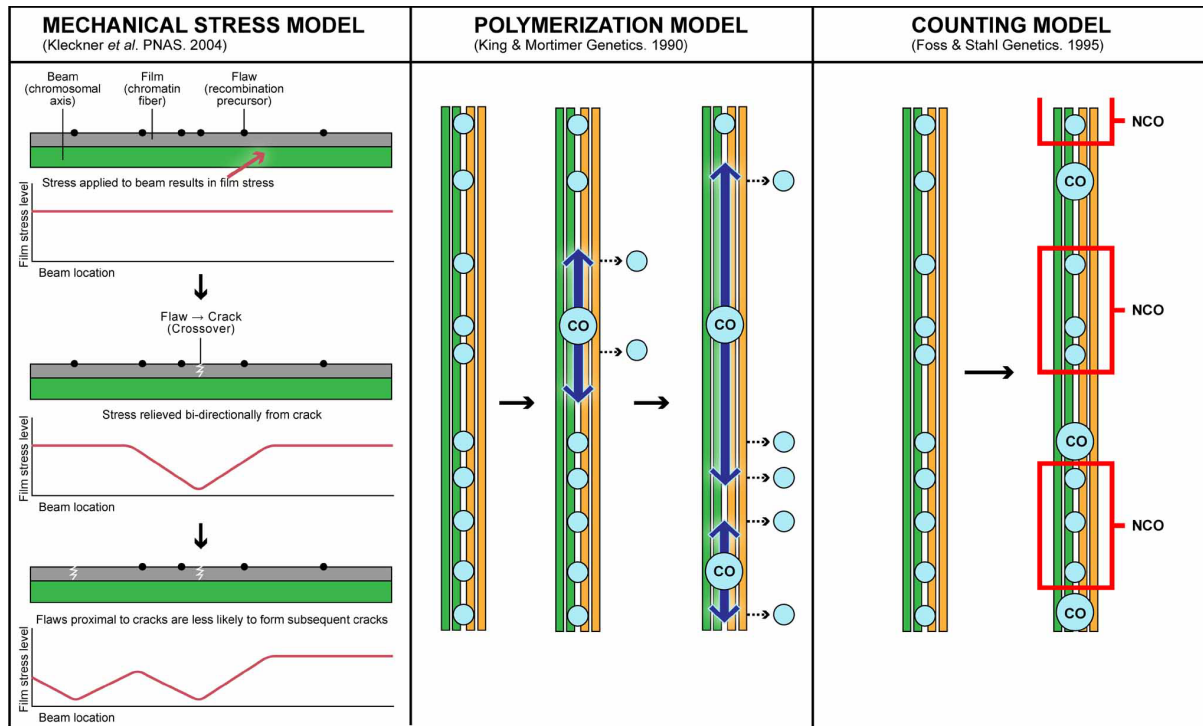 MECHANICAL STRESS MODEL
(Kleckner et al. PNAS. 2004)
Beam
(chromosomal
axis)
Film
(chromatin
fiber)
Flaw
(recombination
precursor)
Stress applied to beam results in film stress
Film stress level
Beam location
Flaw → Crack
(Crossover)
Stress relieved bi-directionally from crack
Film stress level
Beam location
Flaws proximal to cracks are less likely to form subsequent cracks
Film stress level
Beam location
POLYMERIZATION MODEL
(King & Mortimer Genetics. 1990)
CO
CO
CO
COUNTING MODEL
(Foss & Stahl Genetics. 1995)
NCO
CO
NCO
CO
NCO
CO